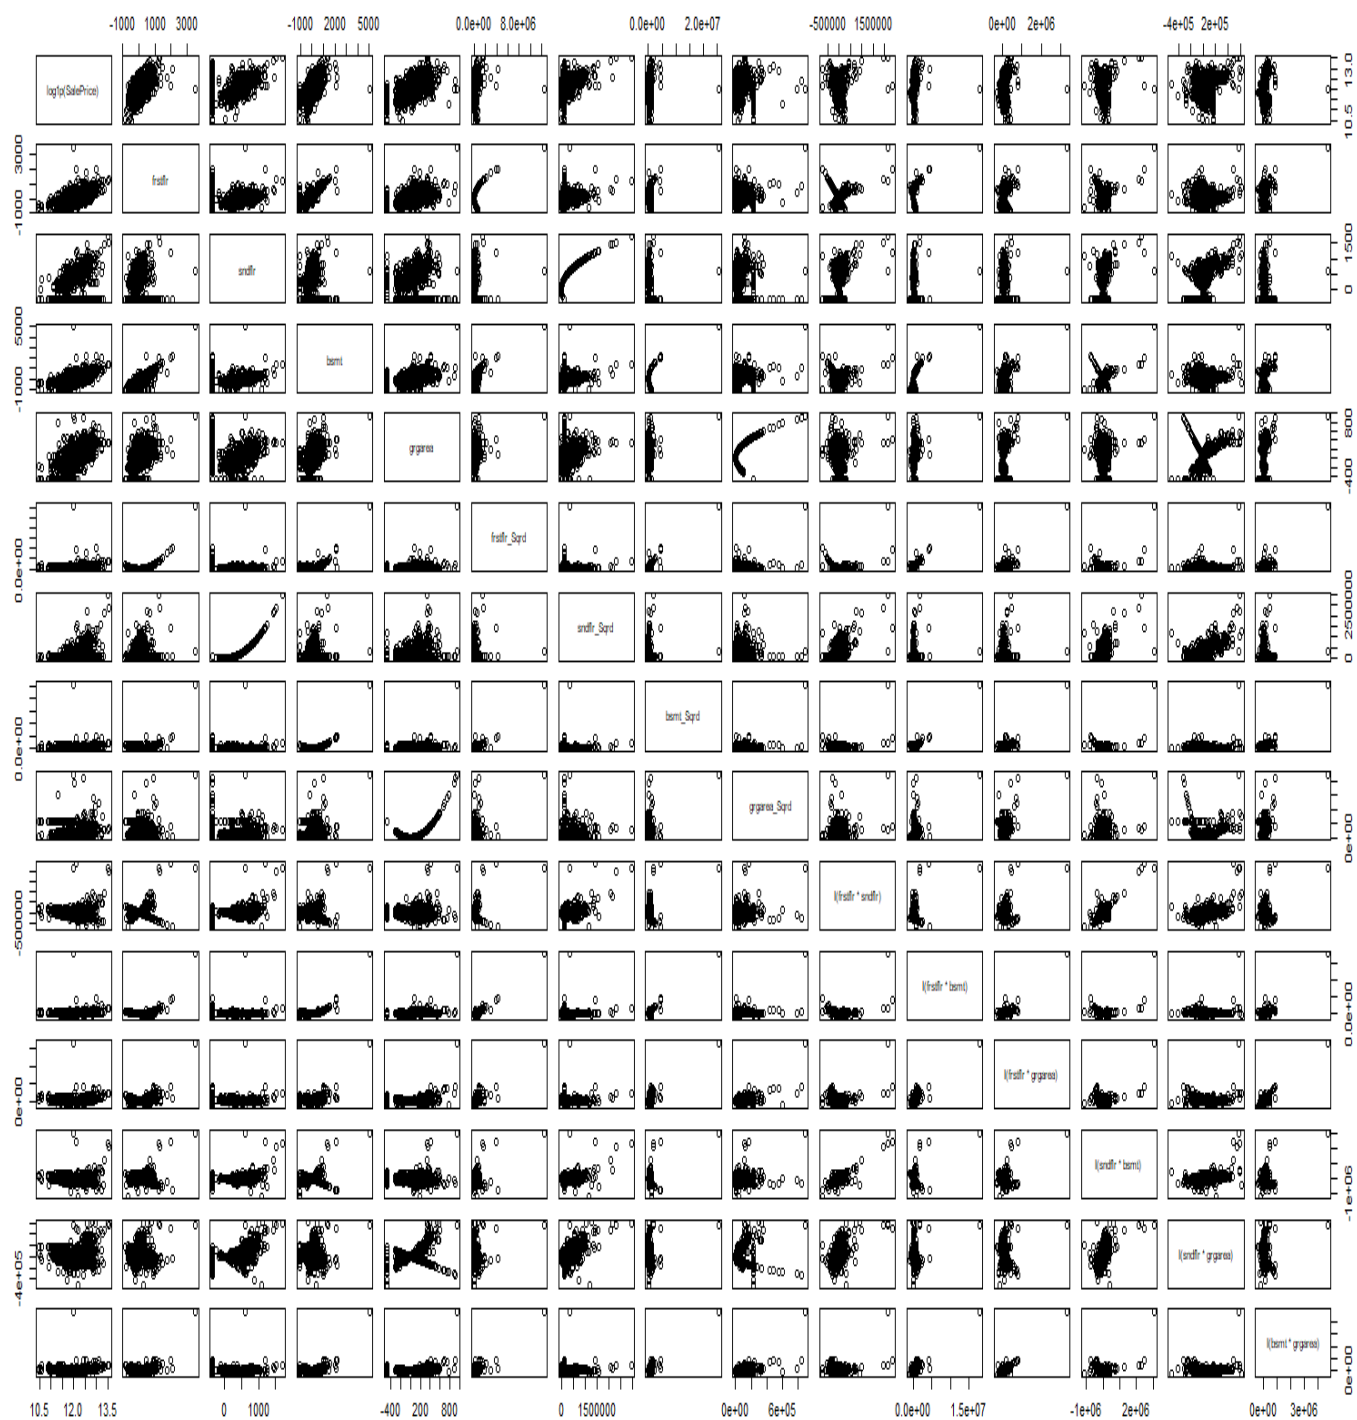 -1000 1000 3000
-1000 2000 5000
0.0e+00 8.0e+06
0.0e+00 2.0e+07
-500000 1500000
0e+00 2e+06
-4e+05 2e+05
log1p(SalePrice)
10.5 13.0
-1000 3000
frstflr
sndflr
0 1500
-1000 5000
bsmt
grgarea
-400 800
0.0e+00
frstflr_Sqrd
sndflr_Sqrd
0 2500000
0.0e+00
bsmt_Sqrd
grgarea_Sqrd
0e+00
-500000
I(frstflr * sndflr)
I(frstflr * bsmt)
0.0e+00
0e+00
I(frstflr * grgarea)
I(sndflr * bsmt)
-1e+06
-4e+05
I(sndflr * grgarea)
I(bsmt * grgarea)
0e+00
10.5 12.0 13.5
0 1000
-400 200 800
0 1500000
0e+00 6e+05
0.0e+00 1.5e+07
-1e+06 2e+06
0e+00 3e+06